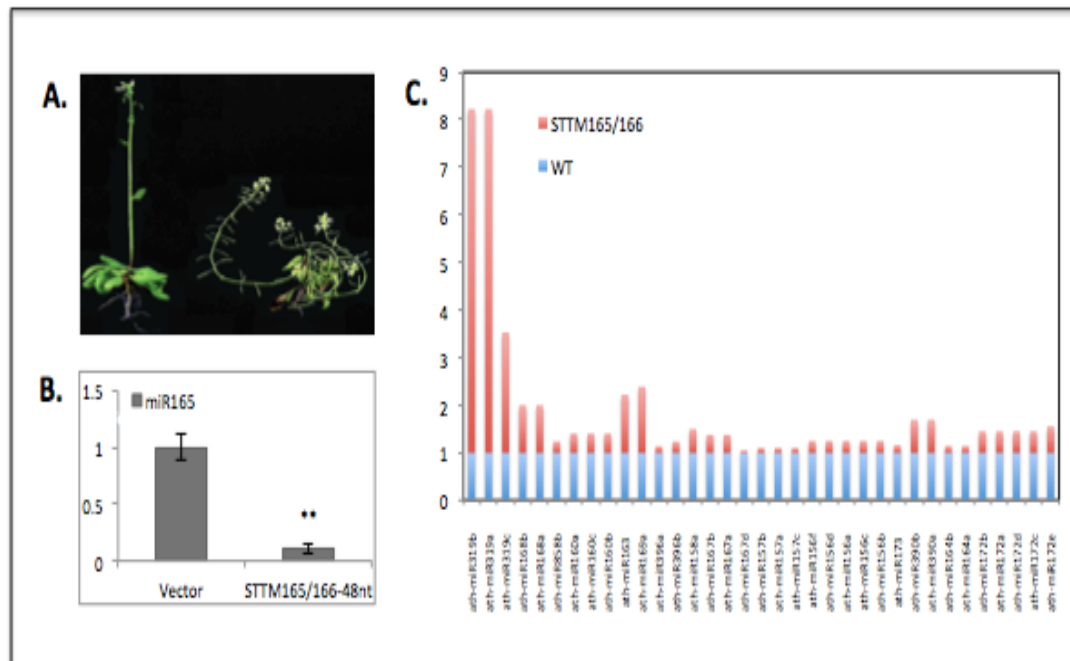 A.
B.
1.5
1
0.5
0
miR165
**
Vector
STTM165/166-48nt
C.
9
8
7
6
5
4
3
2
1
0
STTM165/166
WT
ath-miR319b
ath-miR319a
ath-miR319c
ath-miR168b
ath-miR168a
ath-miR858b
ath-miR160a
ath-miR160c
ath-miR160b
ath-miR163
ath-miR169a
ath-miR396a
ath-miR396b
ath-miR158a
ath-miR167b
ath-miR167a
ath-miR167d
ath-miR157b
ath-miR157a
ath-miR157c
ath-miR156f
ath-miR156d
ath-miR156a
ath-miR156c
ath-miR156b
ath-miR173
ath-miR390b
ath-miR390a
ath-miR164b
ath-miR164a
ath-miR172b
ath-miR172a
ath-miR172d
ath-miR172c
ath-miR172e